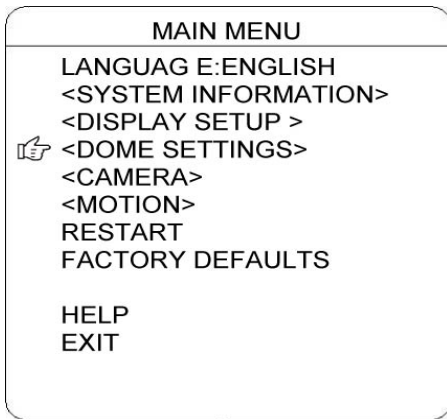 MAIN MENU
LANGUAG E:ENGLISH
<SYSTEM INFORMATION>
<DISPLAY SETUP >
<DOME SETTINGS>
<CAMERA>
<MOTION>
RESTART
FACTORY DEFAULTS
HELP
EXIT